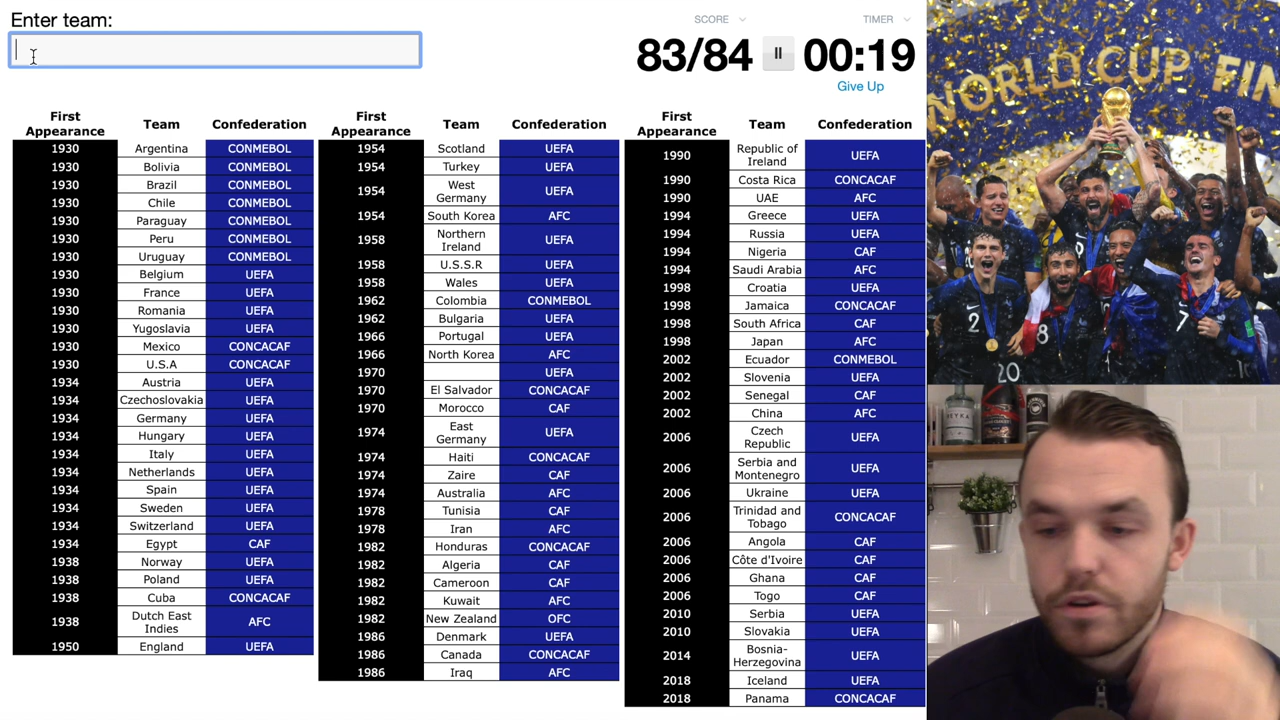 Enter team:
SCORE
TIMER
83/84
00:19
Give Up
First Appearance Team Confederation
1930 Argentina CONMEBOL
1930 Bolivia CONMEBOL
1930 Brazil CONMEBOL
1930 Chile CONMEBOL
1930 Paraguay CONMEBOL
1930 Peru CONMEBOL
1930 Uruguay CONMEBOL
1930 Belgium UEFA
1930 France UEFA
1930 Romania UEFA
1930 Yugoslavia UEFA
1930 Mexico CONCACAF
1930 U.S.A CONCACAF
1934 Austria UEFA
1934 Czechoslovakia UEFA
1934 Germany UEFA
1934 Hungary UEFA
1934 Italy UEFA
1934 Netherlands UEFA
1934 Spain UEFA
1934 Sweden UEFA
1934 Switzerland UEFA
1934 Egypt CAF
1938 Norway UEFA
1938 Poland UEFA
1938 Cuba CONCACAF
1938 Dutch East Indies AFC
1950 England UEFA
First Appearance Team Confederation
1954 Scotland UEFA
1954 Turkey UEFA
1954 West Germany UEFA
1954 South Korea AFC
1958 Northern Ireland UEFA
1958 U.S.S.R UEFA
1958 Wales UEFA
1962 Colombia CONMEBOL
1962 Bulgaria UEFA
1966 Portugal UEFA
1966 North Korea AFC
1970 UEFA
1970 El Salvador CONCACAF
1970 Morocco CAF
1974 East Germany UEFA
1974 Haiti CONCACAF
1974 Zaire CAF
1974 Australia AFC
1978 Tunisia CAF
1978 Iran AFC
1982 Honduras CONCACAF
1982 Algeria CAF
1982 Cameroon CAF
1982 Kuwait AFC
1982 New Zealand OFC
1986 Denmark UEFA
1986 Canada CONCACAF
1986 Iraq AFC
First Appearance Team Confederation
1990 Republic of Ireland UEFA
1990 Costa Rica CONCACAF
1990 UAE AFC
1994 Greece UEFA
1994 Russia UEFA
1994 Nigeria CAF
1994 Saudi Arabia AFC
1998 Croatia UEFA
1998 Jamaica CONCACAF
1998 South Africa CAF
1998 Japan AFC
2002 Ecuador CONMEBOL
2002 Slovenia UEFA
2002 Senegal CAF
2002 China AFC
2006 Czech Republic UEFA
2006 Serbia and Montenegro UEFA
2006 Ukraine UEFA
2006 Trinidad and Tobago CONCACAF
2006 Angola CAF
2006 Côte d'Ivoire CAF
2006 Ghana CAF
2006 Togo CAF
2010 Serbia UEFA
2010 Slovakia UEFA
2014 Bosnia-Herzegovina UEFA
2018 Iceland UEFA
2018 Panama CONCACAF
WORLD CUP FIN
2
8
7
9
20
REYKA